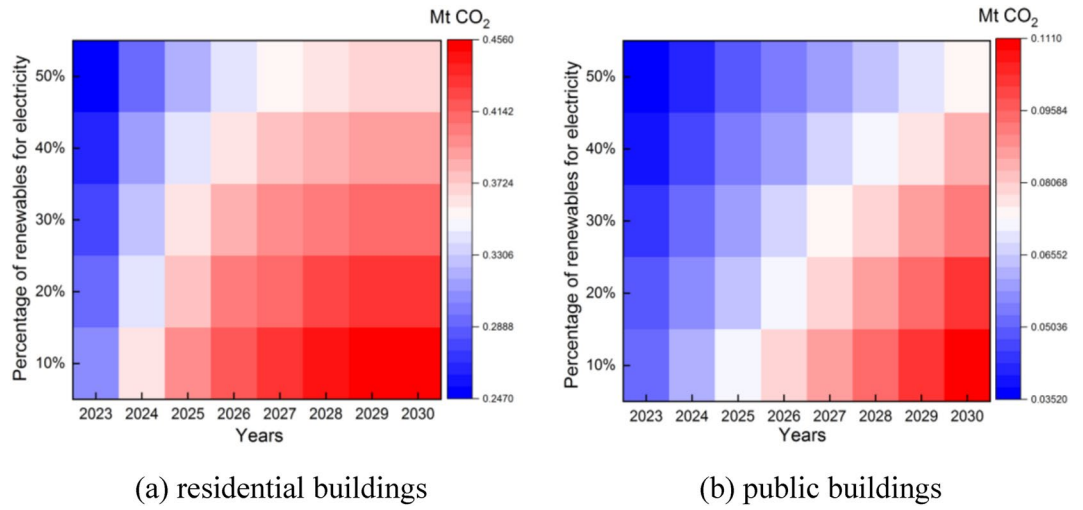 Mt CO2
0.4560
0.4142
0.3724
0.3306
0.2888
0.2470
Percentage of renewables for electricity
50%
40%
30%
20%
10%
2023 2024 2025 2026 2027 2028 2029 2030
Years
(a) residential buildings
Mt CO2
0.1110
0.09584
0.08068
0.06552
0.05036
0.03520
Percentage of renewables for electricity
50%
40%
30%
20%
10%
2023 2024 2025 2026 2027 2028 2029 2030
Years
(b) public buildings